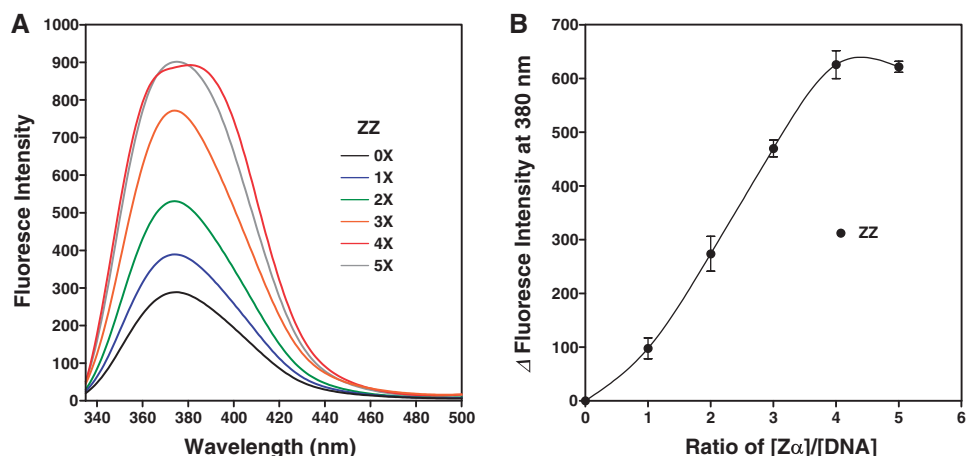 A
1000
900
800
700
600
500
400
300
200
100
0
340 360 380 400 420 440 460 480 500
Fluoresce Intensity
Wavelength (nm)
ZZ
0X
1X
2X
3X
4X
5X
B
700
600
500
400
300
200
100
0
0 1 2 3 4 5 6
Δ Fluoresce Intensity at 380 nm
Ratio of [Zα]/[DNA]
ZZ